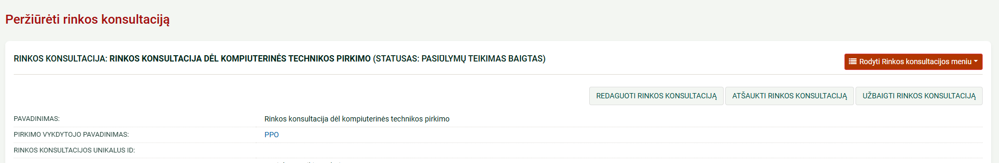 Peržiūrėti rinkos konsultaciją
RINKOS KONSULTACIJA: RINKOS KONSULTACIJA DĖL KOMPIUTERINĖS TECHNIKOS PIRKIMO (STATUSAS: PASIŪLYMŲ TEIKIMAS BAIGTAS)
Rodyti Rinkos konsultacijos meniu
REDAGUOTI RINKOS KONSULTACIJĄ ATŠAUKTI RINKOS KONSULTACIJĄ UŽBAIGTI RINKOS KONSULTACIJĄ
PAVADINIMAS: Rinkos konsultacija dėl kompiuterinės technikos pirkimo
PIRKIMO VYKDYTOJO PAVADINIMAS: PPO
RINKOS KONSULTACIJOS UNIKALUS ID: